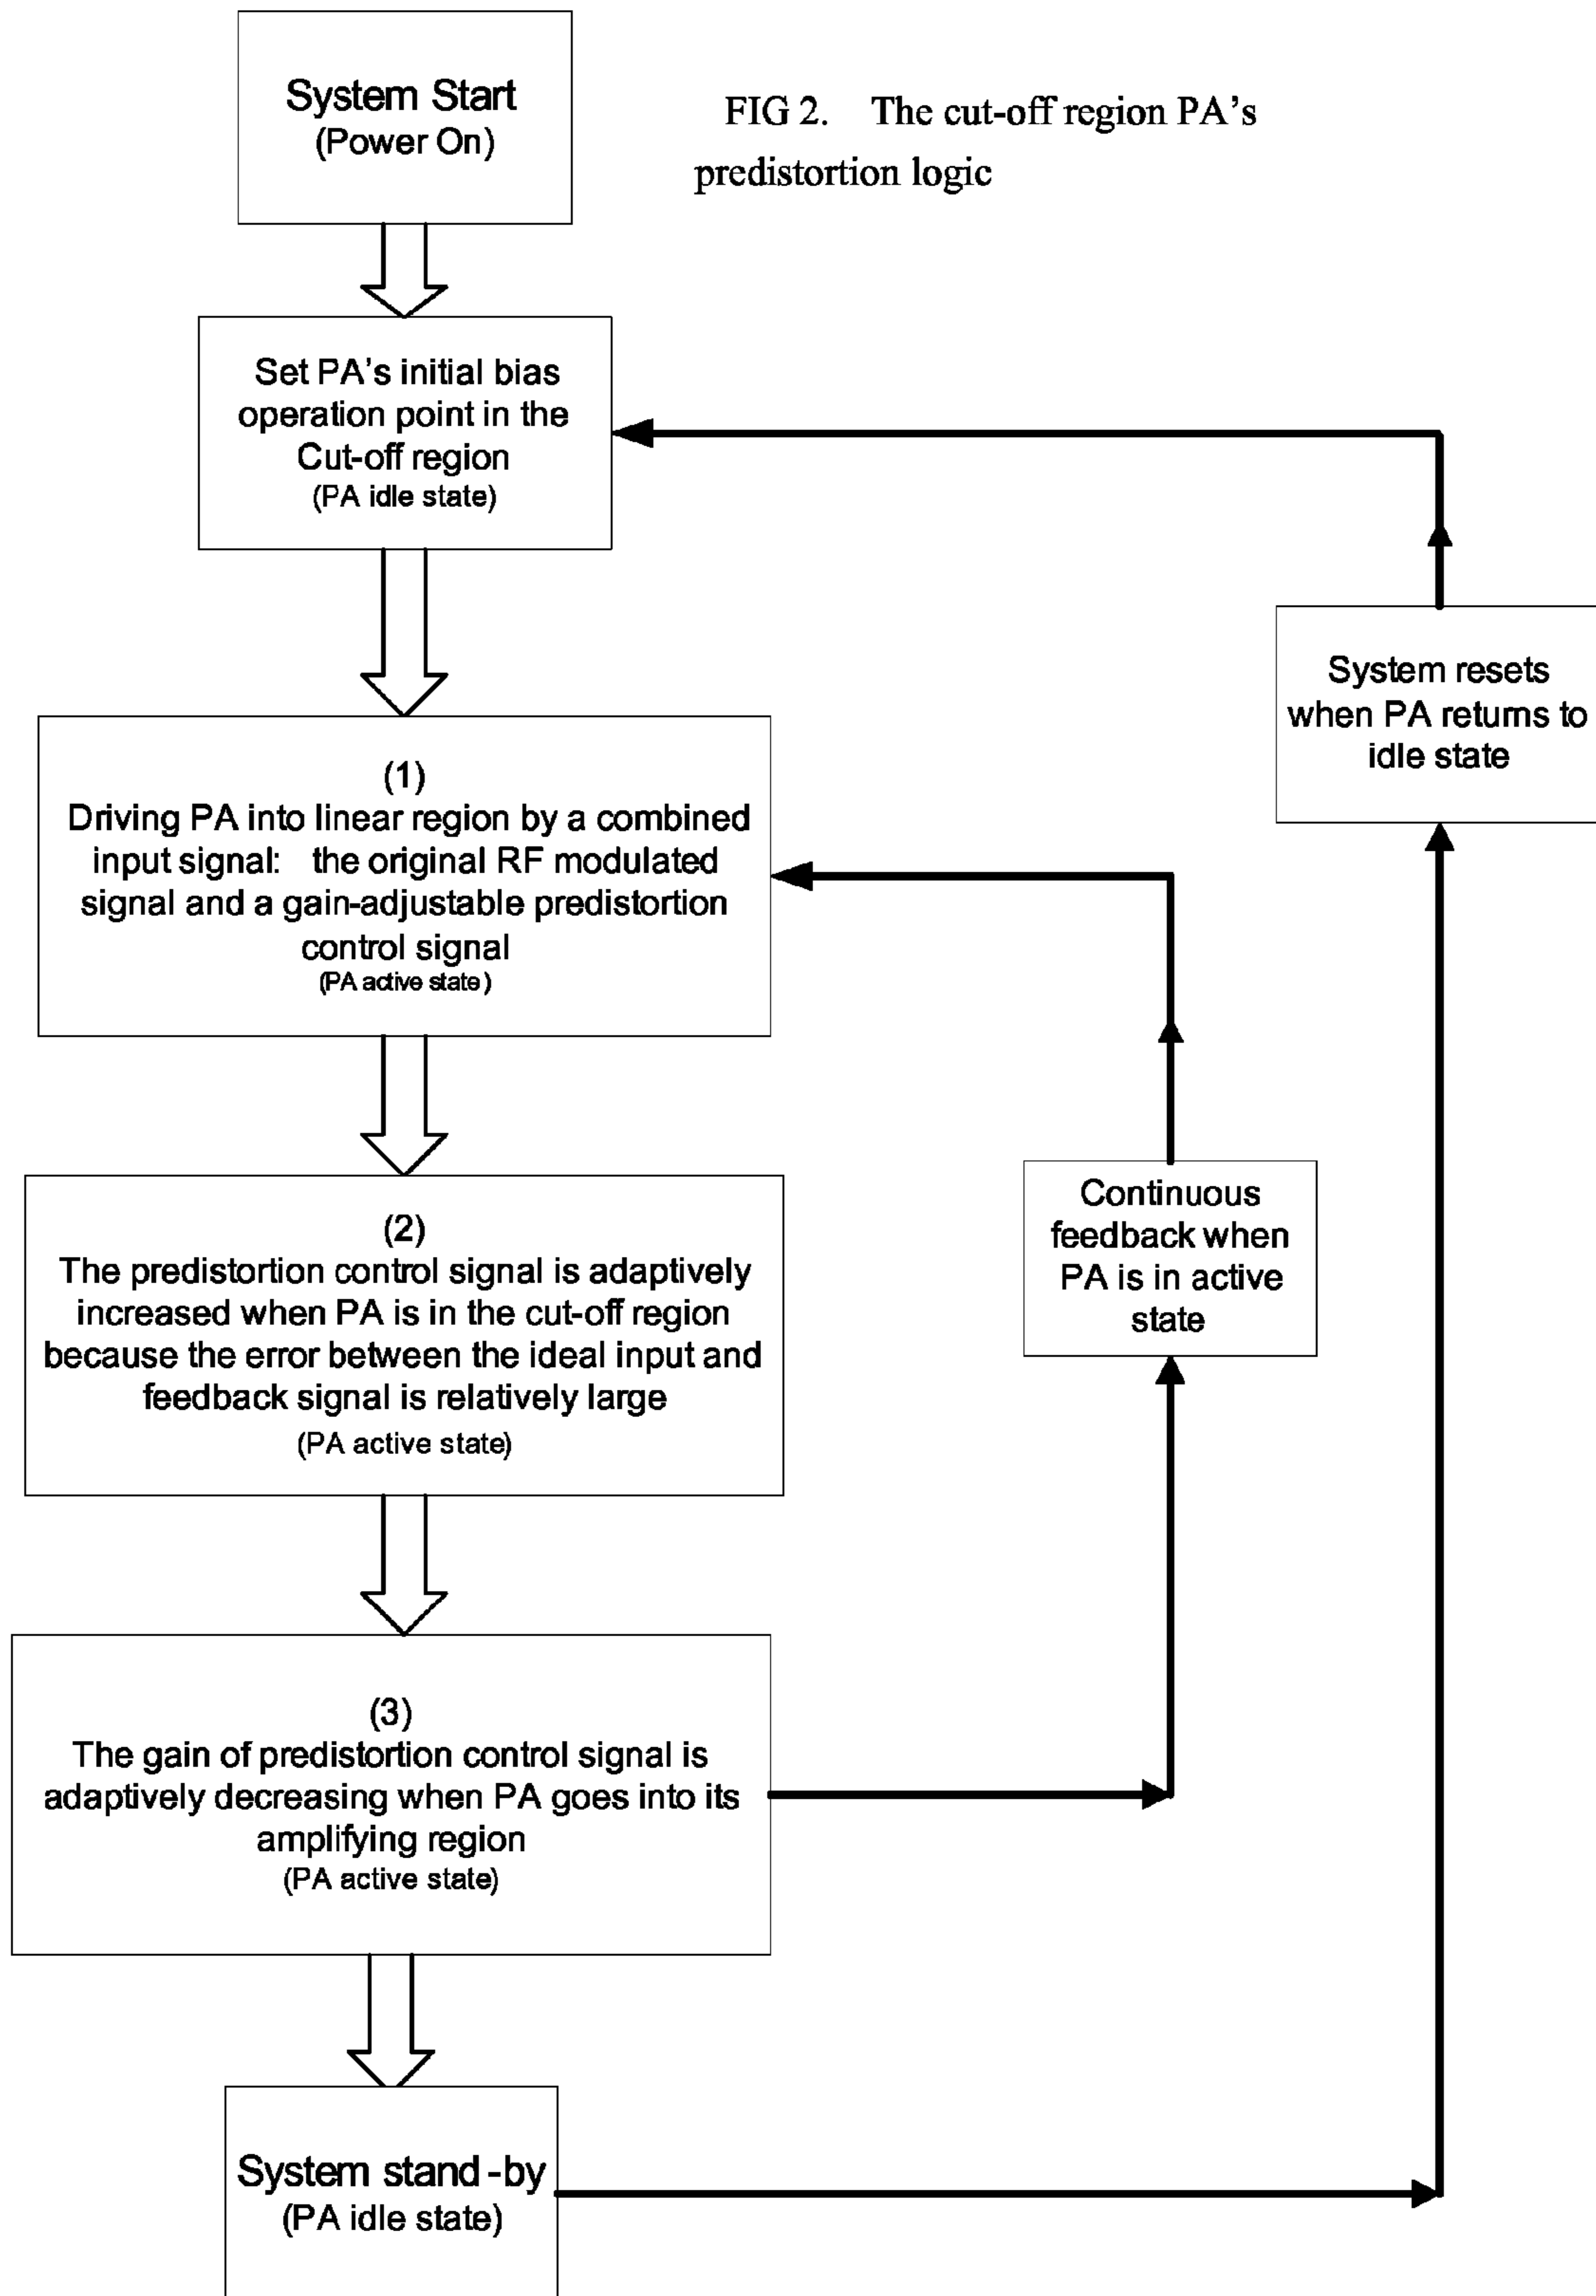 System Start
(Power On)
FIG 2. The cut-off region PA's
predistortion logic
Set PA's initial bias
operation point in the
Cut-off region
(PA idle state)
System resets
when PA returns to
idle state
(1)
Driving PA into linear region by a combined
input signal: the original RF modulated
signal and a gain-adjustable predistortion
control signal
(PA active state)
(2)
The predistortion control signal is adaptively
increased when PA is in the cut-off region
because the error between the ideal input and
feedback signal is relatively large
(PA active state)
Continuous
feedback when
PA is in active
state
(3)
The gain of predistortion control signal is
adaptively decreasing when PA goes into its
amplifying region
(PA active state)
System stand-by
(PA idle state)